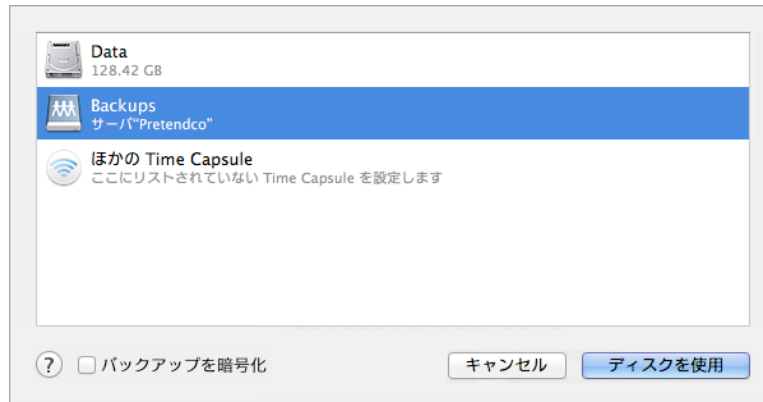 Data
128.42 GB
Backups
サーバ"Pretendco"
ほかの Time Capsule
ここにリストされていない Time Capsule を設定します
? バックアップを暗号化 キャンセル ディスクを使用